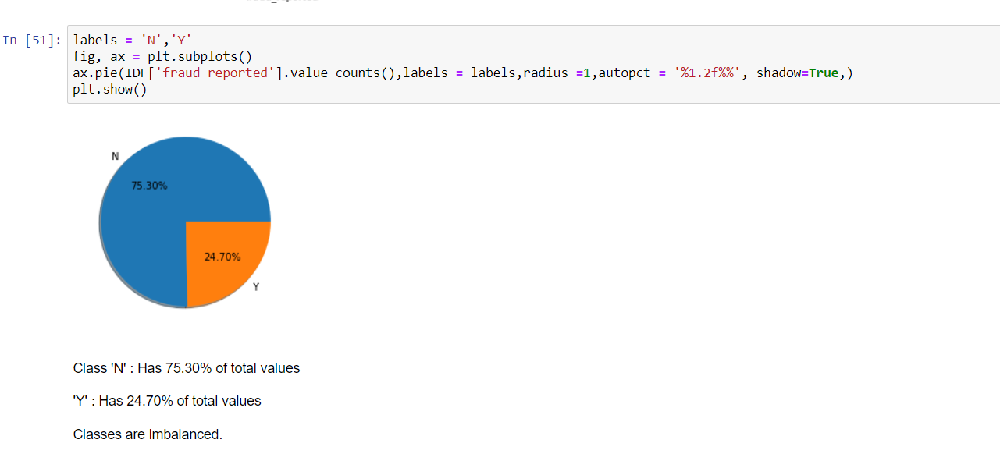 In [51]: labels = 'N','Y'
fig, ax = plt.subplots()
ax.pie(IDF['fraud_reported'].value_counts(),labels = labels,radius =1,autopct = '%1.2f%%', shadow=True,)
plt.show()
N
75.30%
24.70%
Y
Class 'N' : Has 75.30% of total values
'Y' : Has 24.70% of total values
Classes are imbalanced.